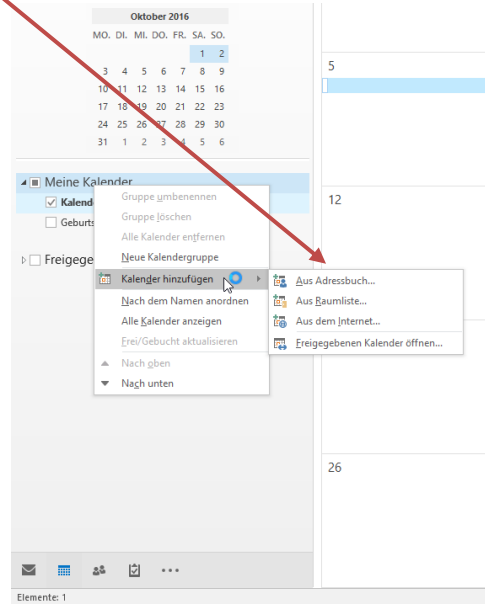 Oktober 2016
MO. DI. MI. DO. FR. SA. SO.
1 2
3 4 5 6 7 8 9
10 11 12 13 14 15 16
17 18 19 20 21 22 23
24 25 26 27 28 29 30
31 1 2 3 4 5 6
5
Meine Kalender
Kalend
Geburts
Freigege
12
Gruppe umbenennen
Gruppe löschen
Alle Kalender entfernen
Neue Kalendergruppe
Kalender hinzufügen
Nach dem Namen anordnen
Alle Kalender anzeigen
Frei/Gebucht aktualisieren
Nach oben
Nach unten
Aus Adressbuch...
Aus Raumliste...
Aus dem Internet...
Freigegebenen Kalender öffnen...
26
Elemente: 1